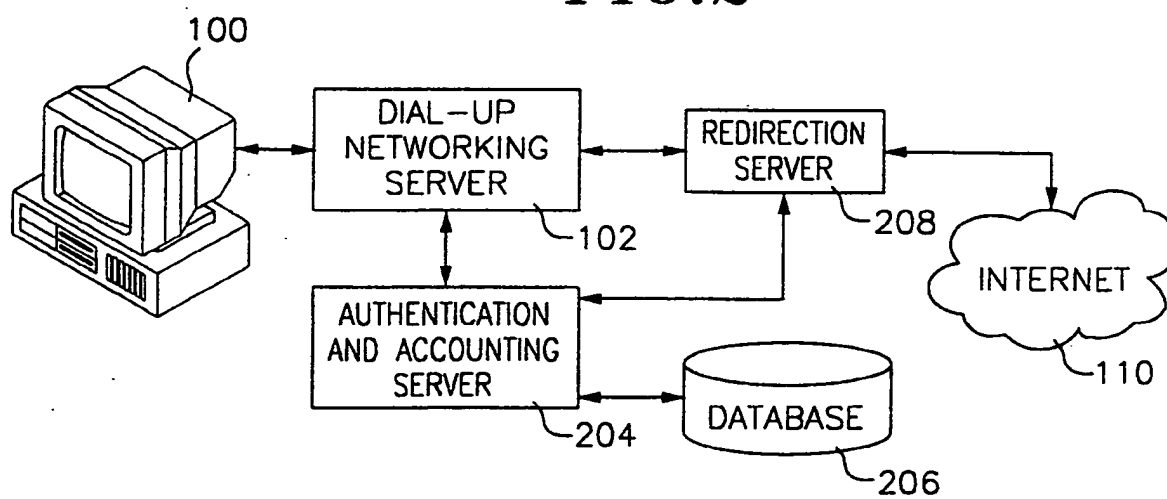 100
DIAL-UP
NETWORKING
SERVER
102
REDIRECTION
SERVER
208
INTERNET
110
AUTHENTICATION
AND ACCOUNTING
SERVER
204
DATABASE
206